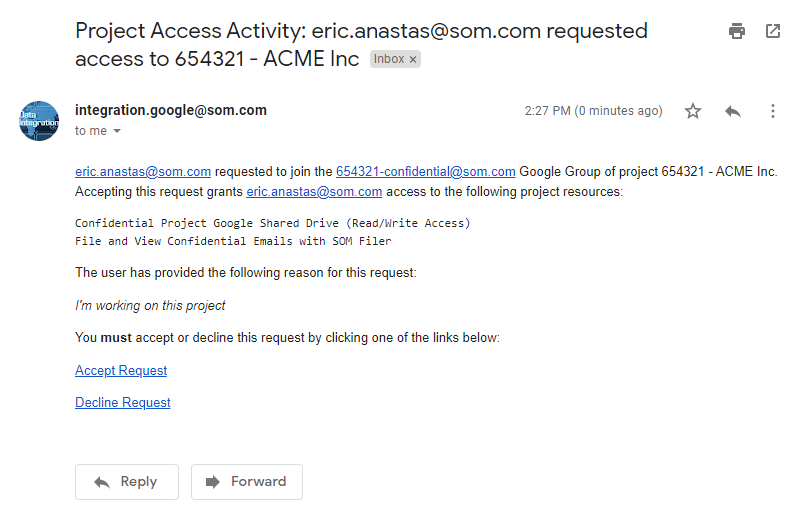 Project Access Activity: eric.anastas@som.com requested
access to 654321 - ACME Inc Inbox ×
Data
Integration
integration.google@som.com
2:27 PM (0 minutes ago)
to me
eric.anastas@som.com requested to join the 654321-confidential@som.com Google Group of project 654321 - ACME Inc.
Accepting this request grants eric.anastas@som.com access to the following project resources:
Confidential Project Google Shared Drive (Read/Write Access)
File and View Confidential Emails with SOM Filer
The user has provided the following reason for this request:
I'm working on this project
You must accept or decline this request by clicking one of the links below:
Accept Request
Decline Request
Reply
Forward